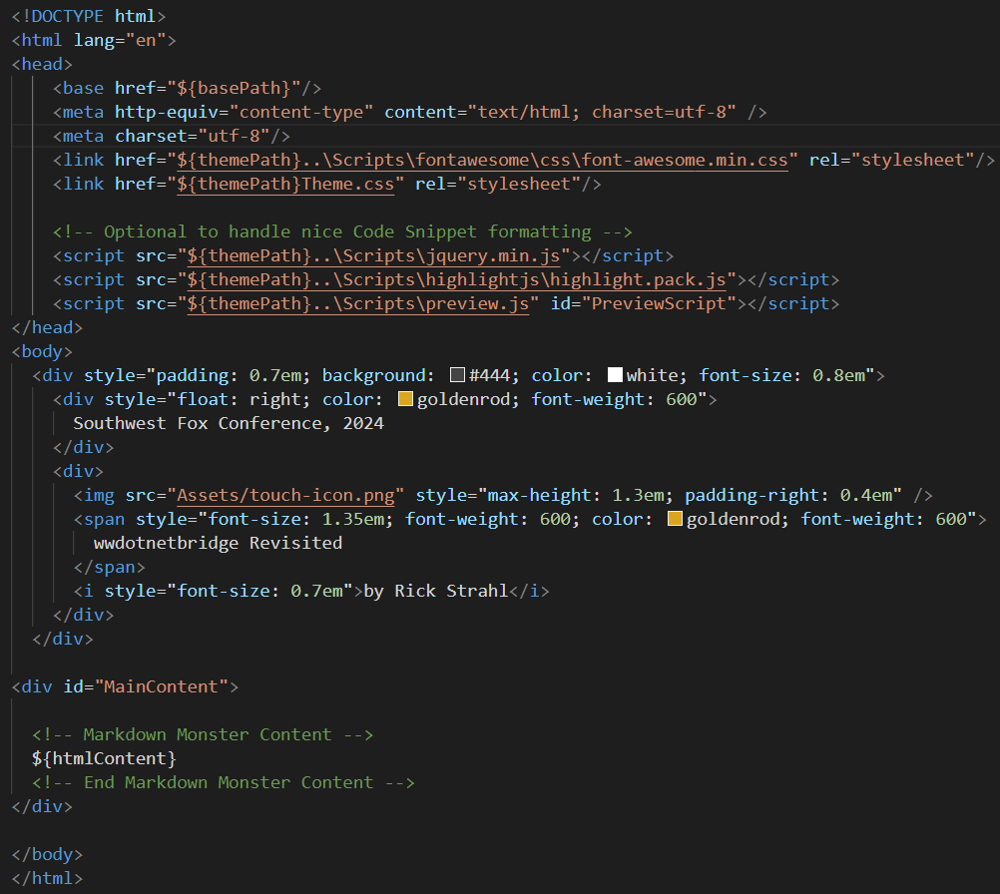 <!DOCTYPE html>
<html lang="en">
<head>
    <base href="${basePath}"/>
    <meta http-equiv="content-type" content="text/html; charset=utf-8" />
    <meta charset="utf-8"/>
    <link href="${themePath}..\Scripts\fontawesome\css\font-awesome.min.css" rel="stylesheet"/>
    <link href="${themePath}Theme.css" rel="stylesheet"/>

    <!-- Optional to handle nice Code Snippet formatting -->
    <script src="${themePath}..\Scripts\jquery.min.js"></script>
    <script src="${themePath}..\Scripts\highlightjs\highlight.pack.js"></script>
    <script src="${themePath}..\Scripts\preview.js" id="PreviewScript"></script>
</head>
<body>
  <div style="padding: 0.7em; background: #444; color: white; font-size: 0.8em">
    <div style="float: right; color: goldenrod; font-weight: 600">
      Southwest Fox Conference, 2024
    </div>
    <div>
      <img src="Assets/touch-icon.png" style="max-height: 1.3em; padding-right: 0.4em" />
      <span style="font-size: 1.35em; font-weight: 600; color: goldenrod; font-weight: 600">
        wwdotnetbridge Revisited
      </span>
      <i style="font-size: 0.7em">by Rick Strahl</i>
    </div>
  </div>

<div id="MainContent">

  <!-- Markdown Monster Content -->
  ${htmlContent}
  <!-- End Markdown Monster Content -->
</div>

</body>
</html>